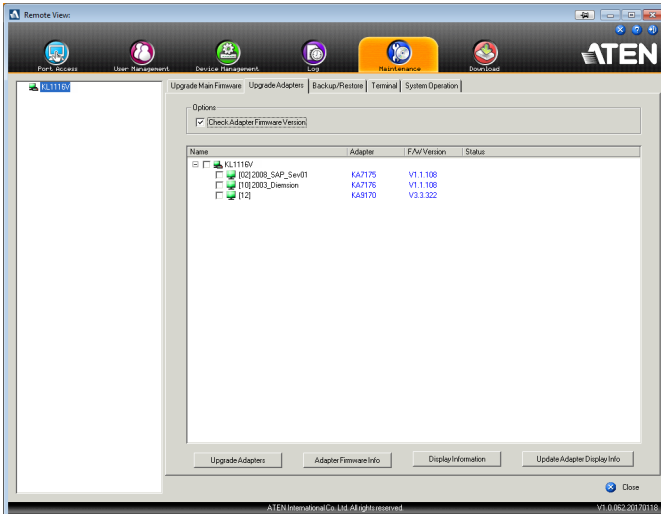 Remote View:
ATEN
Port Access User Management Device Management Log Maintenance Download
KL1116V
Upgrade Main Firmware Upgrade Adapters Backup/Restore Terminal System Operation
Options
Check Adapter Firmware Version
Name Adapter F/W Version Status
KL1116V
[02] 2008_SAP_Sev01 KA7175 V1.1.108
[10] 2003_Diemsion KA7176 V1.1.108
[12] KA9170 V3.3.322
Upgrade Adapters Adapter Firmware Info Display Information Update Adapter Display Info
Close
ATEN International Co. Ltd. All rights reserved. V1.0.062.20170118